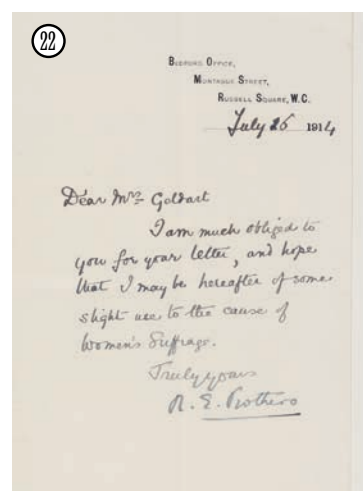 22
BEDFORD OFFICE,
MONTAGUE STREET,
RUSSELL SQUARE, W.C.
July 26 1914
Dear Mrs Goldart
I am much obliged to
you for your letter, and hope
that I may be hereafter of some
slight use to the cause of
Women's Suffrage.
Truly yours
R. E. Prothero